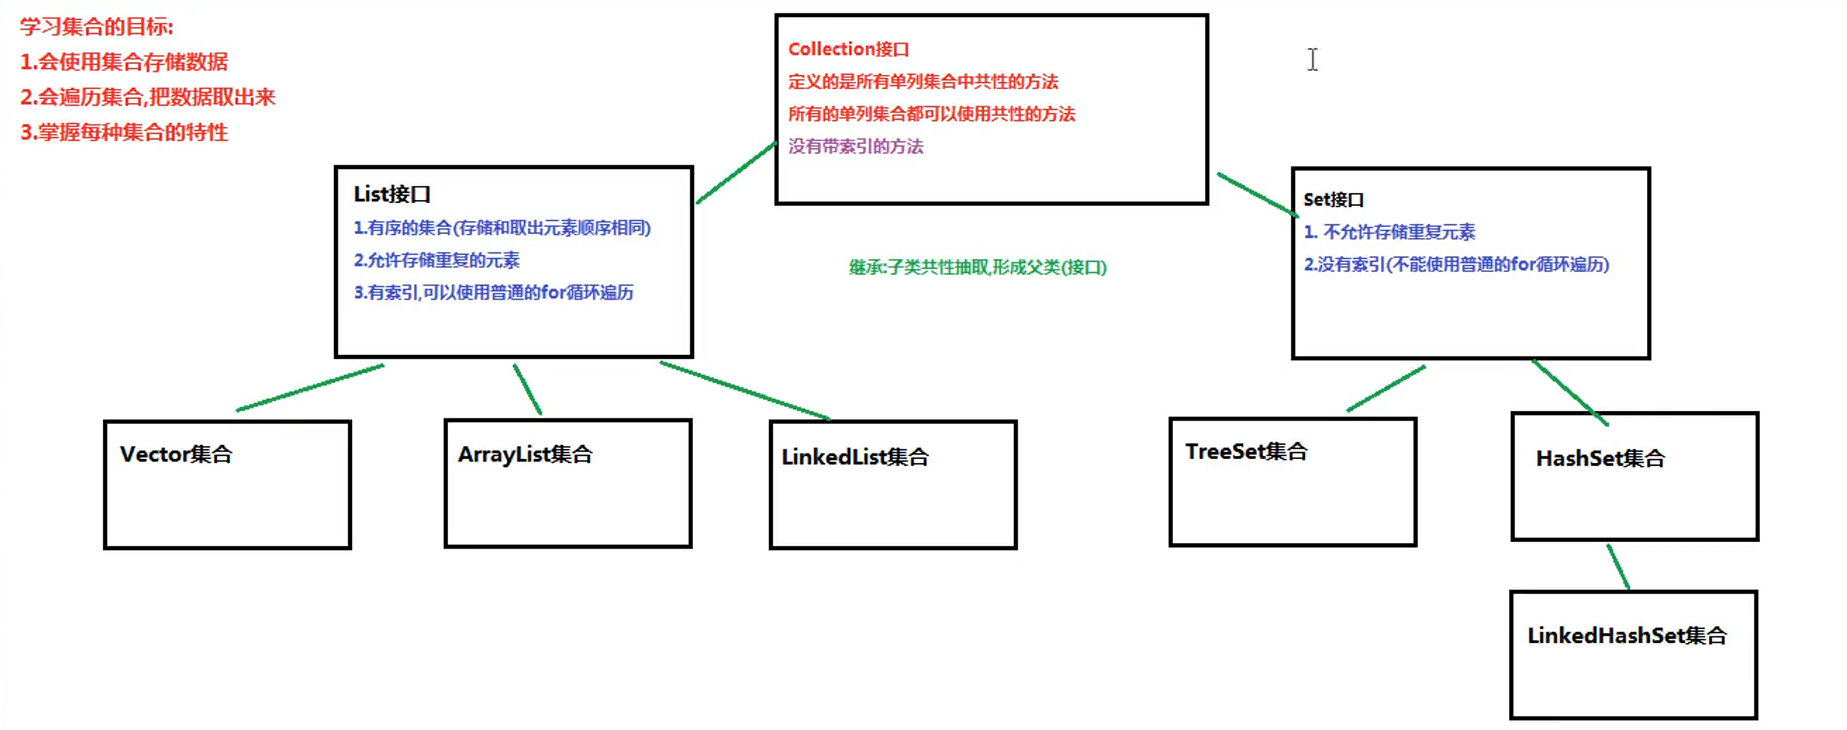 学习集合的目标:
1.会使用集合存储数据
2.会遍历集合,把数据取出来
3.掌握每种集合的特性
Collection接口
定义的是所有单列集合中共性的方法
所有的单列集合都可以使用共性的方法
没有带索引的方法
List接口
1.有序的集合(存储和取出元素顺序相同)
2.允许存储重复的元素
3.有索引,可以使用普通的for循环遍历
继承:子类共性抽取,形成父类(接口)
Set接口
1. 不允许存储重复元素
2.没有索引(不能使用普通的for循环遍历)
Vector集合
ArrayList集合
LinkedList集合
TreeSet集合
HashSet集合
LinkedHashSet集合